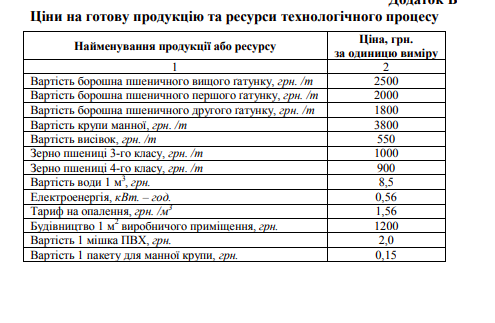 Додаток В
Ціни на готову продукцію та ресурси технологічного процесу
Найменування продукції або ресурсу
Ціна, грн.
за одиницю виміру
1 2
Вартість борошна пшеничного вищого ґатунку, грн. /т 2500
Вартість борошна пшеничного першого ґатунку, грн. /т 2000
Вартість борошна пшеничного другого ґатунку, грн. /т 1800
Вартість крупи манної, грн. /т 3800
Вартість висівок, грн. /т 550
Зерно пшениці 3-го класу, грн. /т 1000
Зерно пшениці 4-го класу, грн. /т 900
Вартість води 1 м³, грн. 8,5
Електроенергія, кВт. – год. 0,56
Тариф на опалення, грн. /м³ 1,56
Будівництво 1 м² виробничого приміщення, грн. 1200
Вартість 1 мішка ПВХ, грн. 2,0
Вартість 1 пакету для манної крупи, грн. 0,15